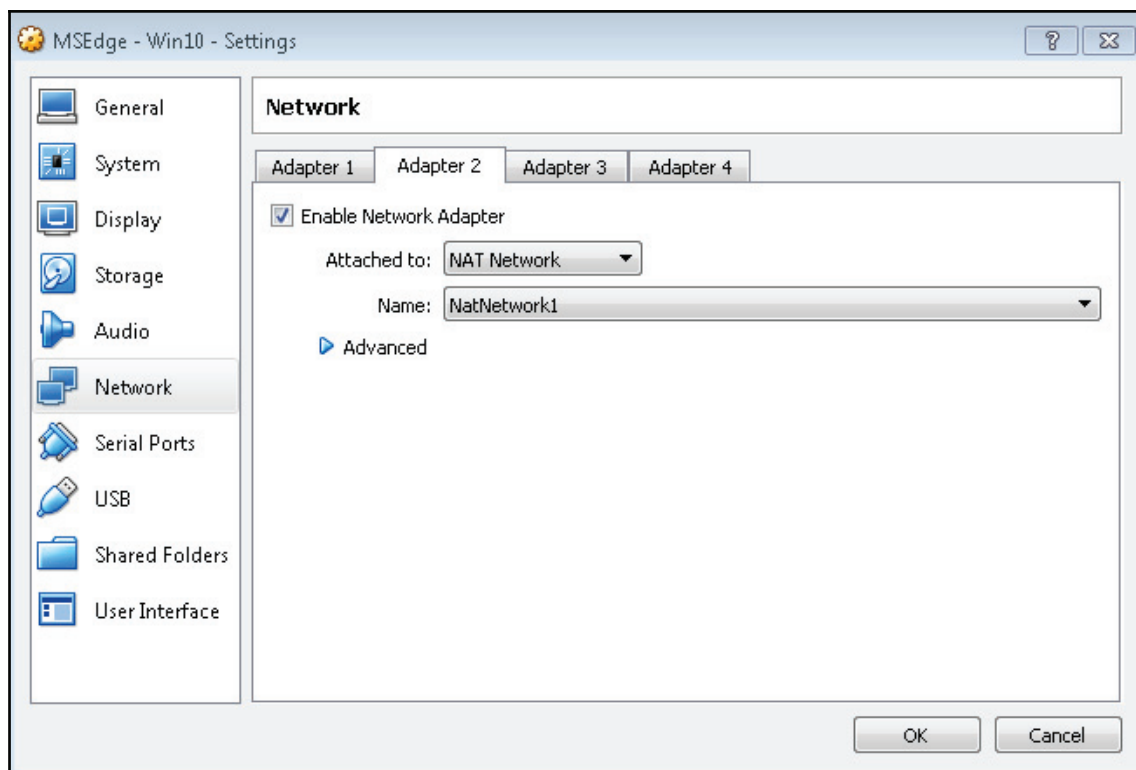 MSEdge - Win10 - Settings
General
System
Display
Storage
Audio
Network
Serial Ports
USB
Shared Folders
User Interface
Network
Adapter 1 Adapter 2 Adapter 3 Adapter 4
Enable Network Adapter
Attached to: NAT Network
Name: NatNetwork1
Advanced
OK Cancel